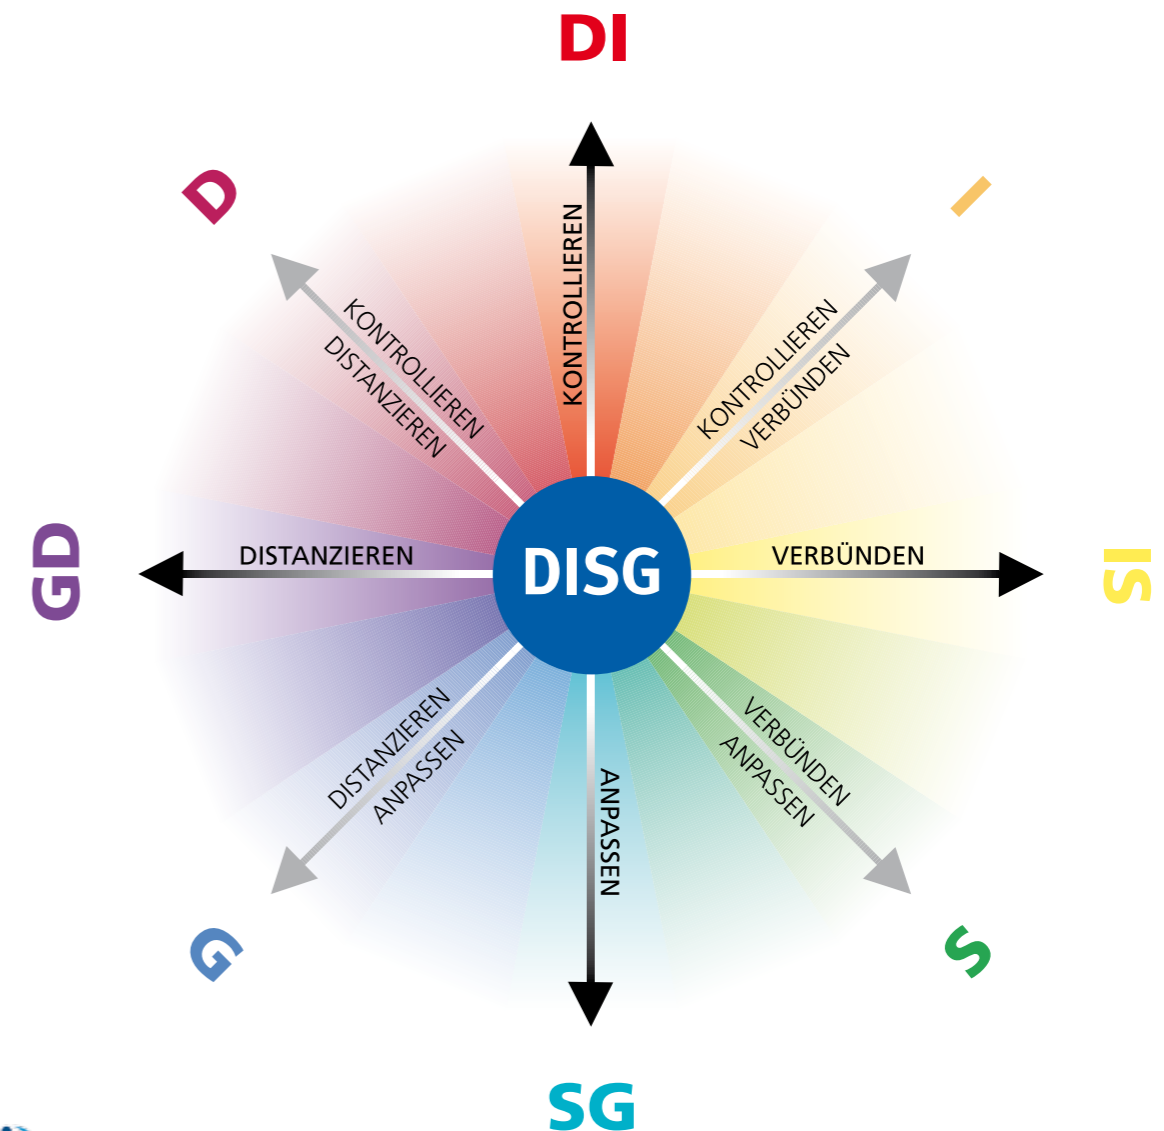 DI
D
I
KONTROLLIEREN
KONTROLLIEREN
DISTANZIEREN
KONTROLLIEREN
VERBÜNDEN
GD
DISTANZIEREN
DISG
VERBÜNDEN
SI
DISTANZIEREN
ANPASSEN
ANPASSEN
VERBÜNDEN
ANPASSEN
G
S
SG